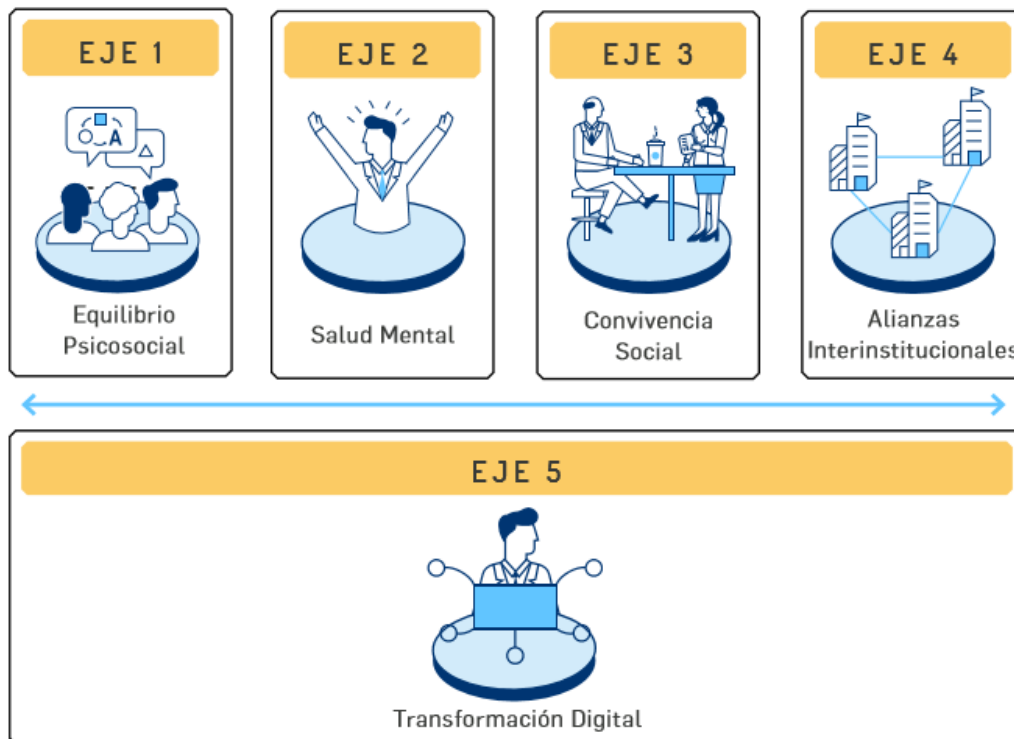 EJE 1
EJE 2
EJE 3
EJE 4
A
Equilibrio
Psicosocial
Salud Mental
Convivencia
Social
Alianzas
Interinstitucionales
EJE 5
Transformación Digital